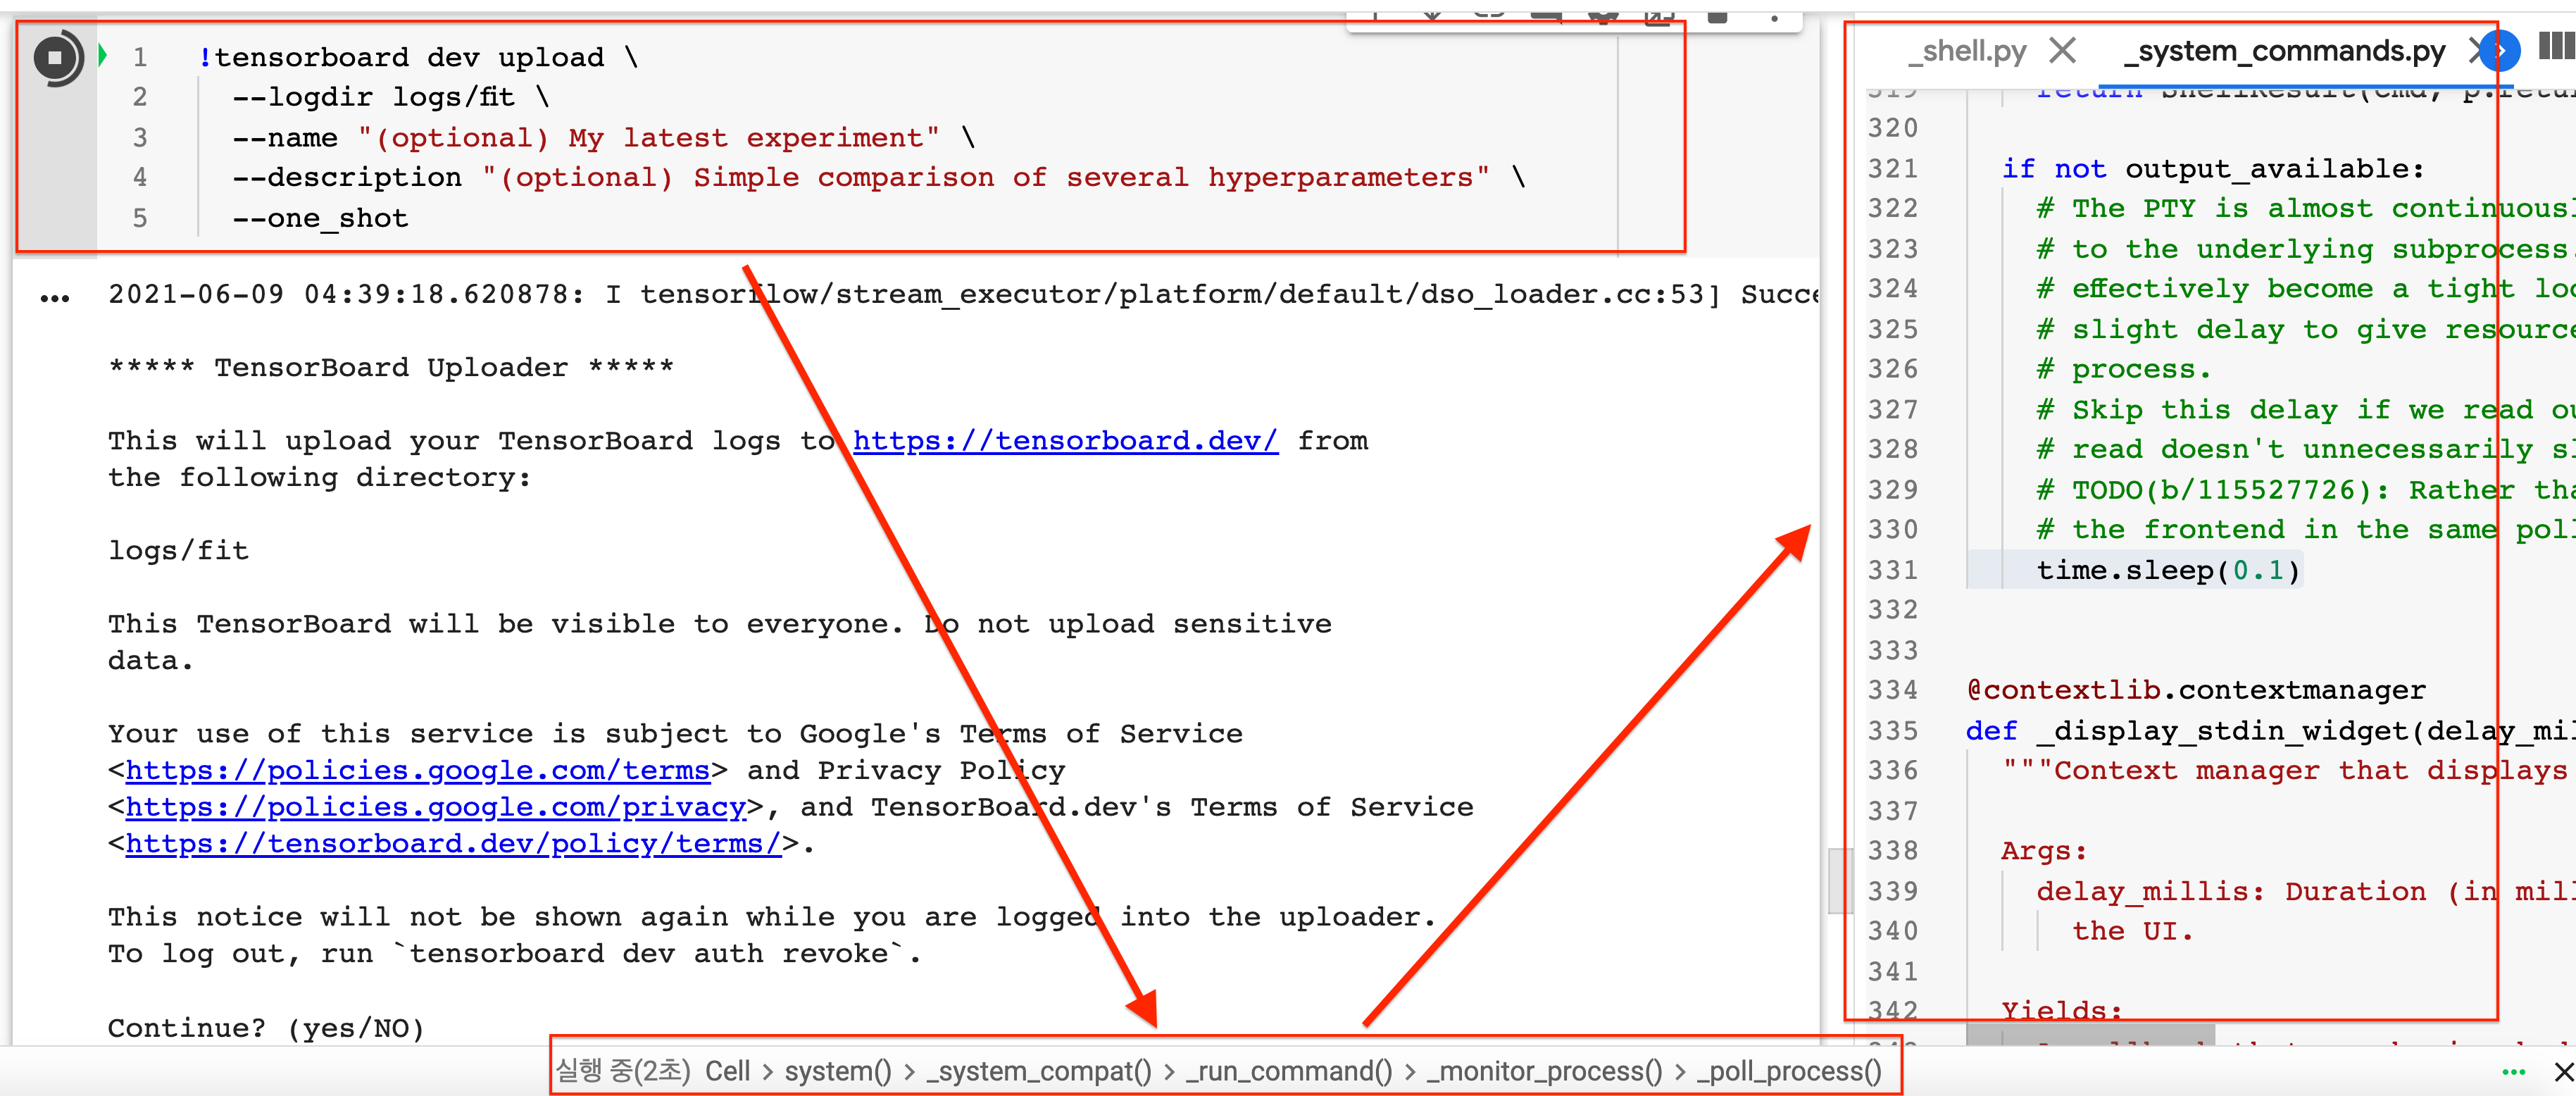 1 !tensorboard dev upload \
2 --logdir logs/fit \
3 --name "(optional) My latest experiment" \
4 --description "(optional) Simple comparison of several hyperparameters" \
5 --one_shot
2021-06-09 04:39:18.620878: I tensorflow/stream_executor/platform/default/dso_loader.cc:53]
***** TensorBoard Uploader *****
This will upload your TensorBoard logs to https://tensorboard.dev/ from
the following directory:
logs/fit
This TensorBoard will be visible to everyone. Do not upload sensitive
data.
Your use of this service is subject to Google's Terms of Service
<https://policies.google.com/terms> and Privacy Policy
<https://policies.google.com/privacy>, and TensorBoard.dev's Terms of Service
<https://tensorboard.dev/policy/terms/>.
This notice will not be shown again while you are logged into the uploader.
To log out, run `tensorboard dev auth revoke`.
Continue? (yes/NO)
_shell.py _system_commands.py
319 return ShellResult(cmd,
320
321 if not output_available:
322 # The PTY is almost
323 # to the underlying subprocess.
324 # effectively become a tight
325 # slight delay to give
326 # process.
327 # Skip this delay if we read
328 # read doesn't unnecessarily
329 # TODO(b/115527726): Rather
330 # the frontend in the same
331 time.sleep(0.1)
332
333
334 @contextlib.contextmanager
335 def _display_stdin_widget(
336 """Context manager that displays
337
338 Args:
339 delay_millis: Duration (in
340 the UI.
341
342 Yields:
실행 중(2초) Cell > system() > _system_compat() > _run_command() > _monitor_process() > _poll_process()